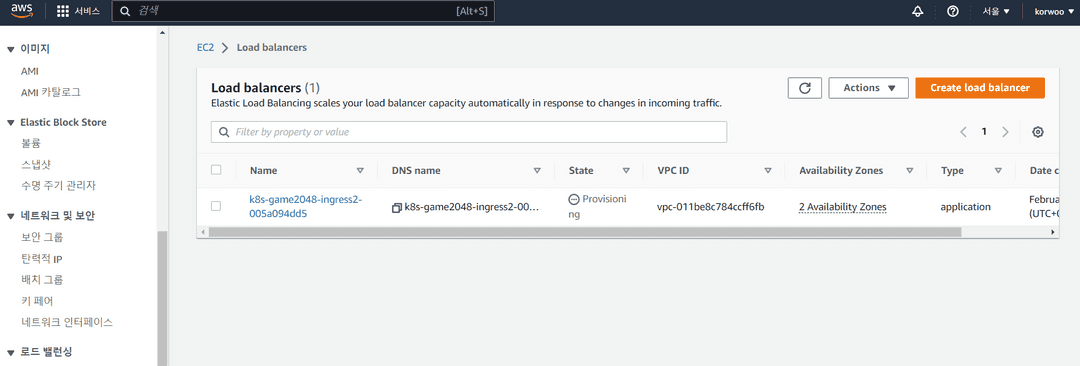 aws
서비스
검색
[Alt+S]
서울
korwoo
이미지
AMI
AMI 카탈로그
Elastic Block Store
볼륨
스냅샷
수명 주기 관리자
네트워크 및 보안
보안 그룹
탄력적 IP
배치 그룹
키 페어
네트워크 인터페이스
로드 밸런싱
EC2
Load balancers
Load balancers (1)
Elastic Load Balancing scales your load balancer capacity automatically in response to changes in incoming traffic.
Actions
Create load balancer
Filter by property or value
1
Name
DNS name
State
VPC ID
Availability Zones
Type
Date c
k8s-game2048-ingress2-
005a094dd5
k8s-game2048-ingress2-00...
Provisioni
ng
vpc-011be8c784ccff6fb
2 Availability Zones
application
Februa
(UTC+0